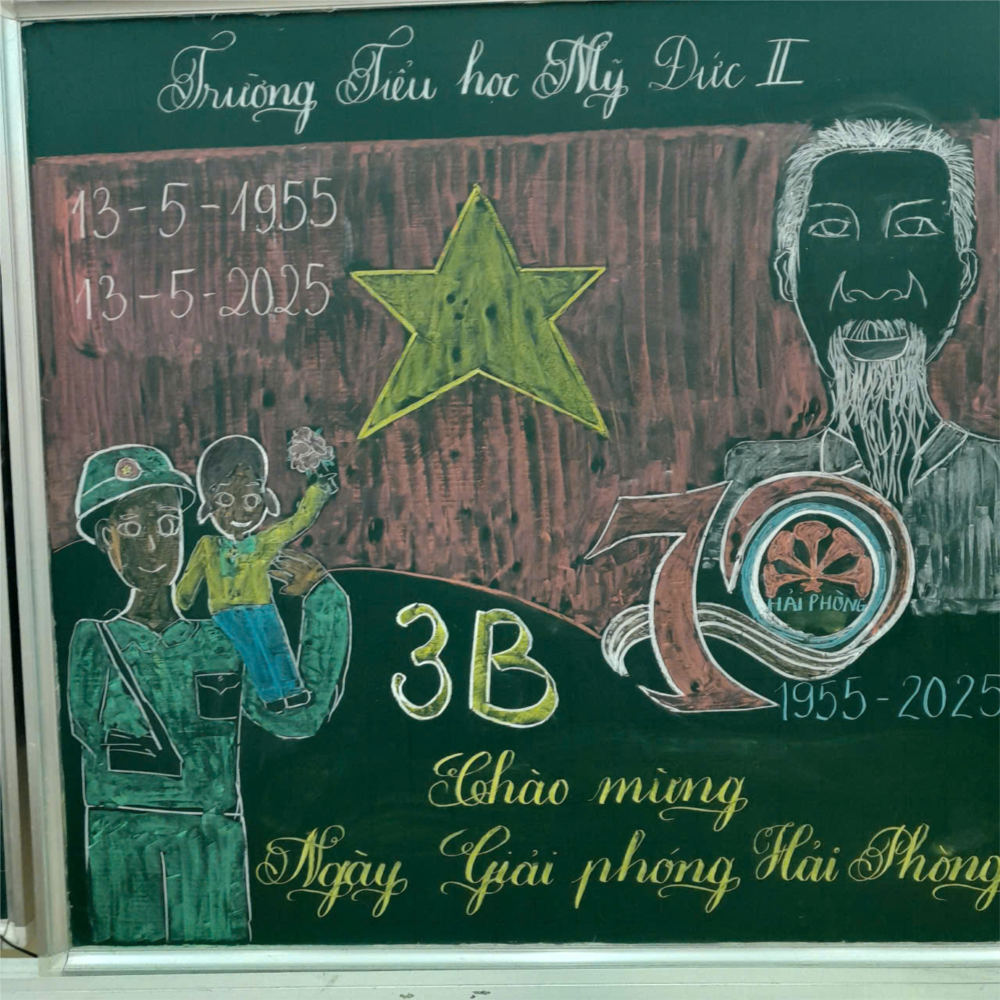 Trường Tiểu học Mỹ Đức II
13-5-1955
13-5-2025
70
HẢI PHÒNG
3B
1955-2025
Chào mừng
Ngày Giải phóng Hải Phòng